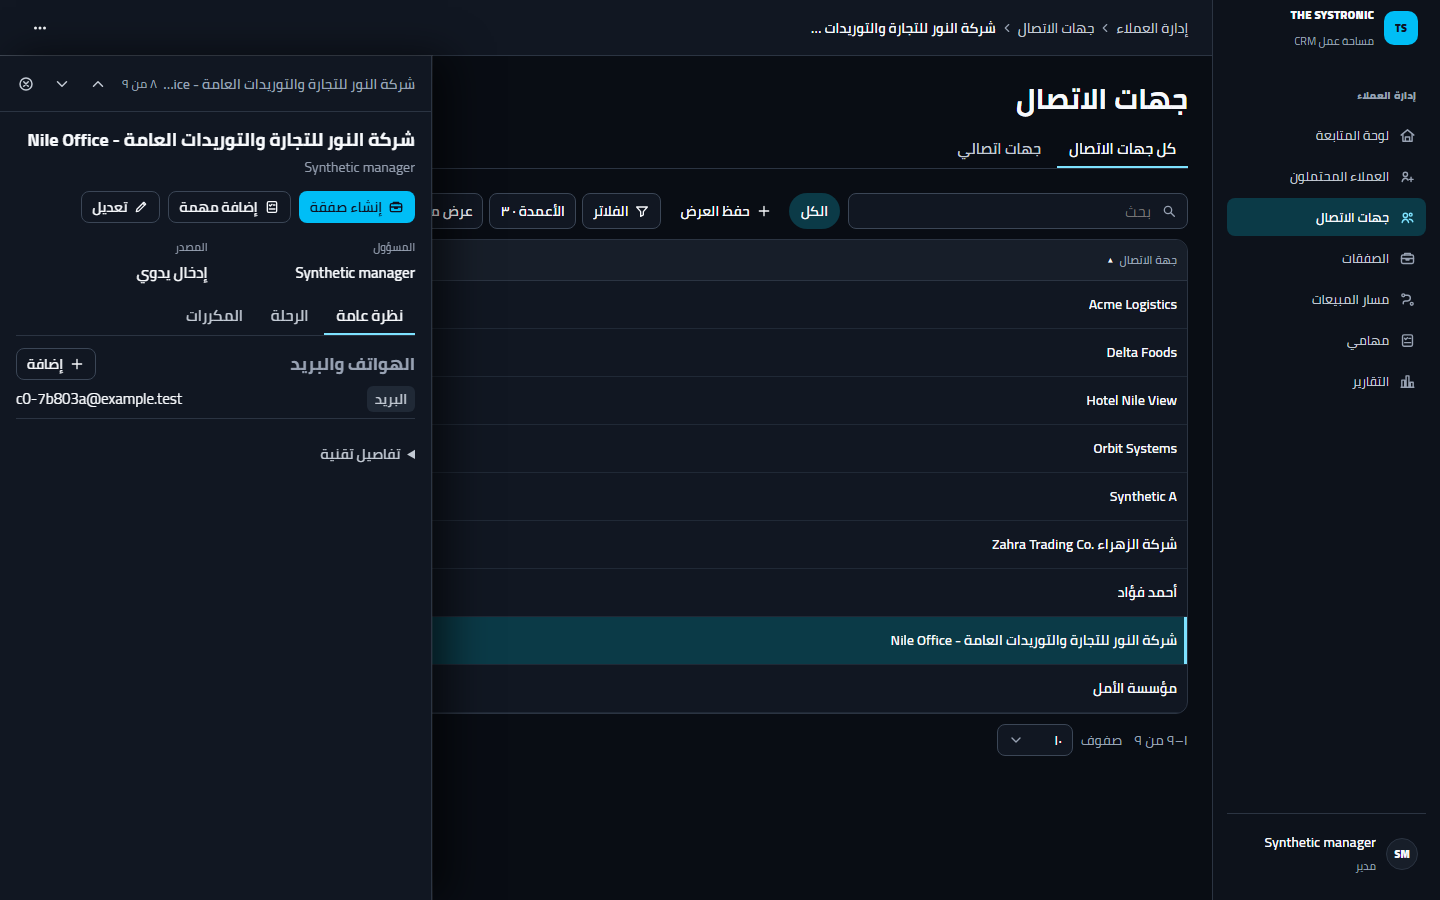 THE SYSTRONIC
TS
مساحة عمل CRM
إدارة العملاء
لوحة المتابعة
العملاء المحتملون
جهات الاتصال
الصفقات
مسار المبيعات
مهامي
التقارير
Synthetic manager
SM
مدير
إدارة العملاء
جهات الاتصال
شركة النور للتجارة والتوريدات ...
جهات الاتصال
كل جهات الاتصال
جهات اتصالي
بحث
الكل
حفظ العرض
الفلاتر
الأعمدة · ٣
عرض م
جهة الاتصال
Acme Logistics
Delta Foods
Hotel Nile View
Orbit Systems
Synthetic A
شركة الزهراء Zahra Trading Co.
أحمد فؤاد
شركة النور للتجارة والتوريدات العامة - Nile Office
مؤسسة الأمل
١–٩ من ٩
صفوف
١٠
شركة النور للتجارة والتوريدات العامة - ice...
٨ من ٩
شركة النور للتجارة والتوريدات العامة - Nile Office
Synthetic manager
إنشاء صفقة
إضافة مهمة
تعديل
المسؤول
المصدر
Synthetic manager
إدخال يدوي
نظرة عامة
الرحلة
المكررات
الهواتف والبريد
إضافة
البريد
c0-7b803a@example.test
تفاصيل تقنية